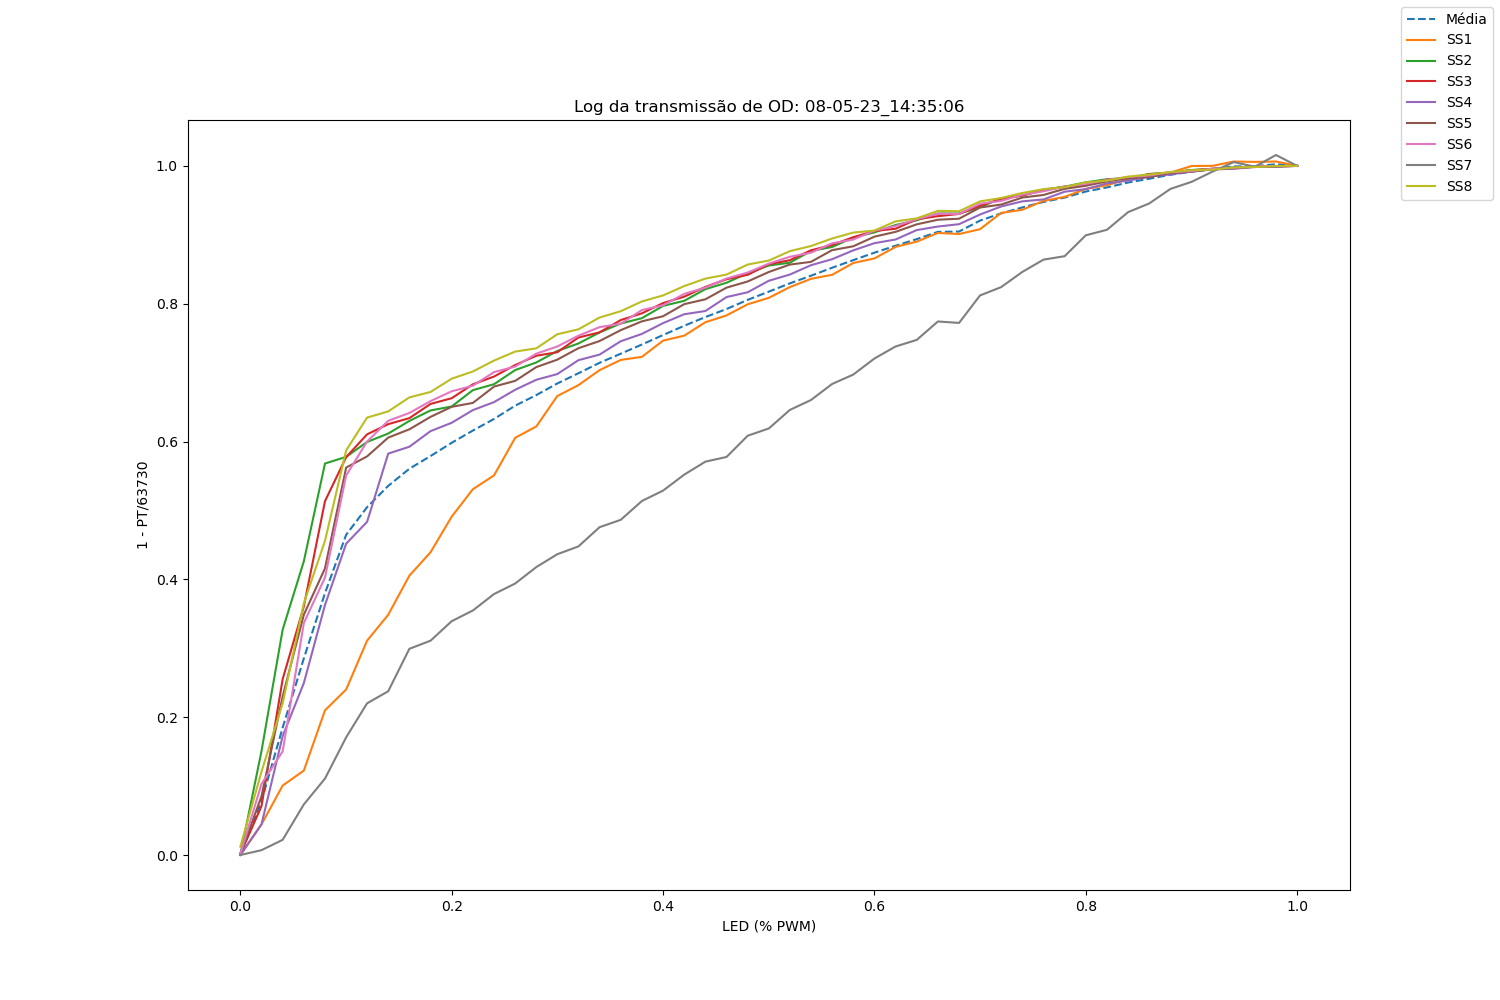 Média
SS1
SS2
SS3
SS4
SS5
SS6
SS7
SS8
Log da transmissão de OD: 08-05-23_14:35:06
1.0
0.8
0.6
0.4
0.2
0.0
1 - PT/63730
0.0 0.2 0.4 0.6 0.8 1.0
LED (% PWM)